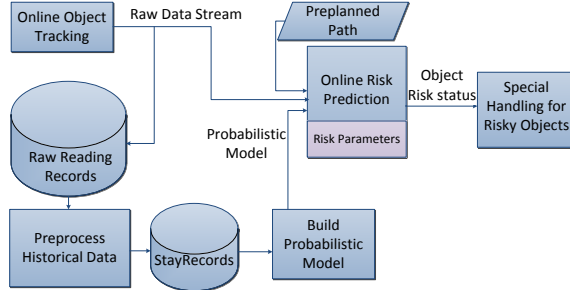 Online Object
Tracking
Raw Data Stream
Preplanned
Path
Online Risk
Prediction
Risk Parameters
Object
Risk status
Special
Handling for
Risky Objects
Raw Reading
Records
Probabilistic
Model
Preprocess
Historical Data
StayRecords
Build
Probabilistic
Model